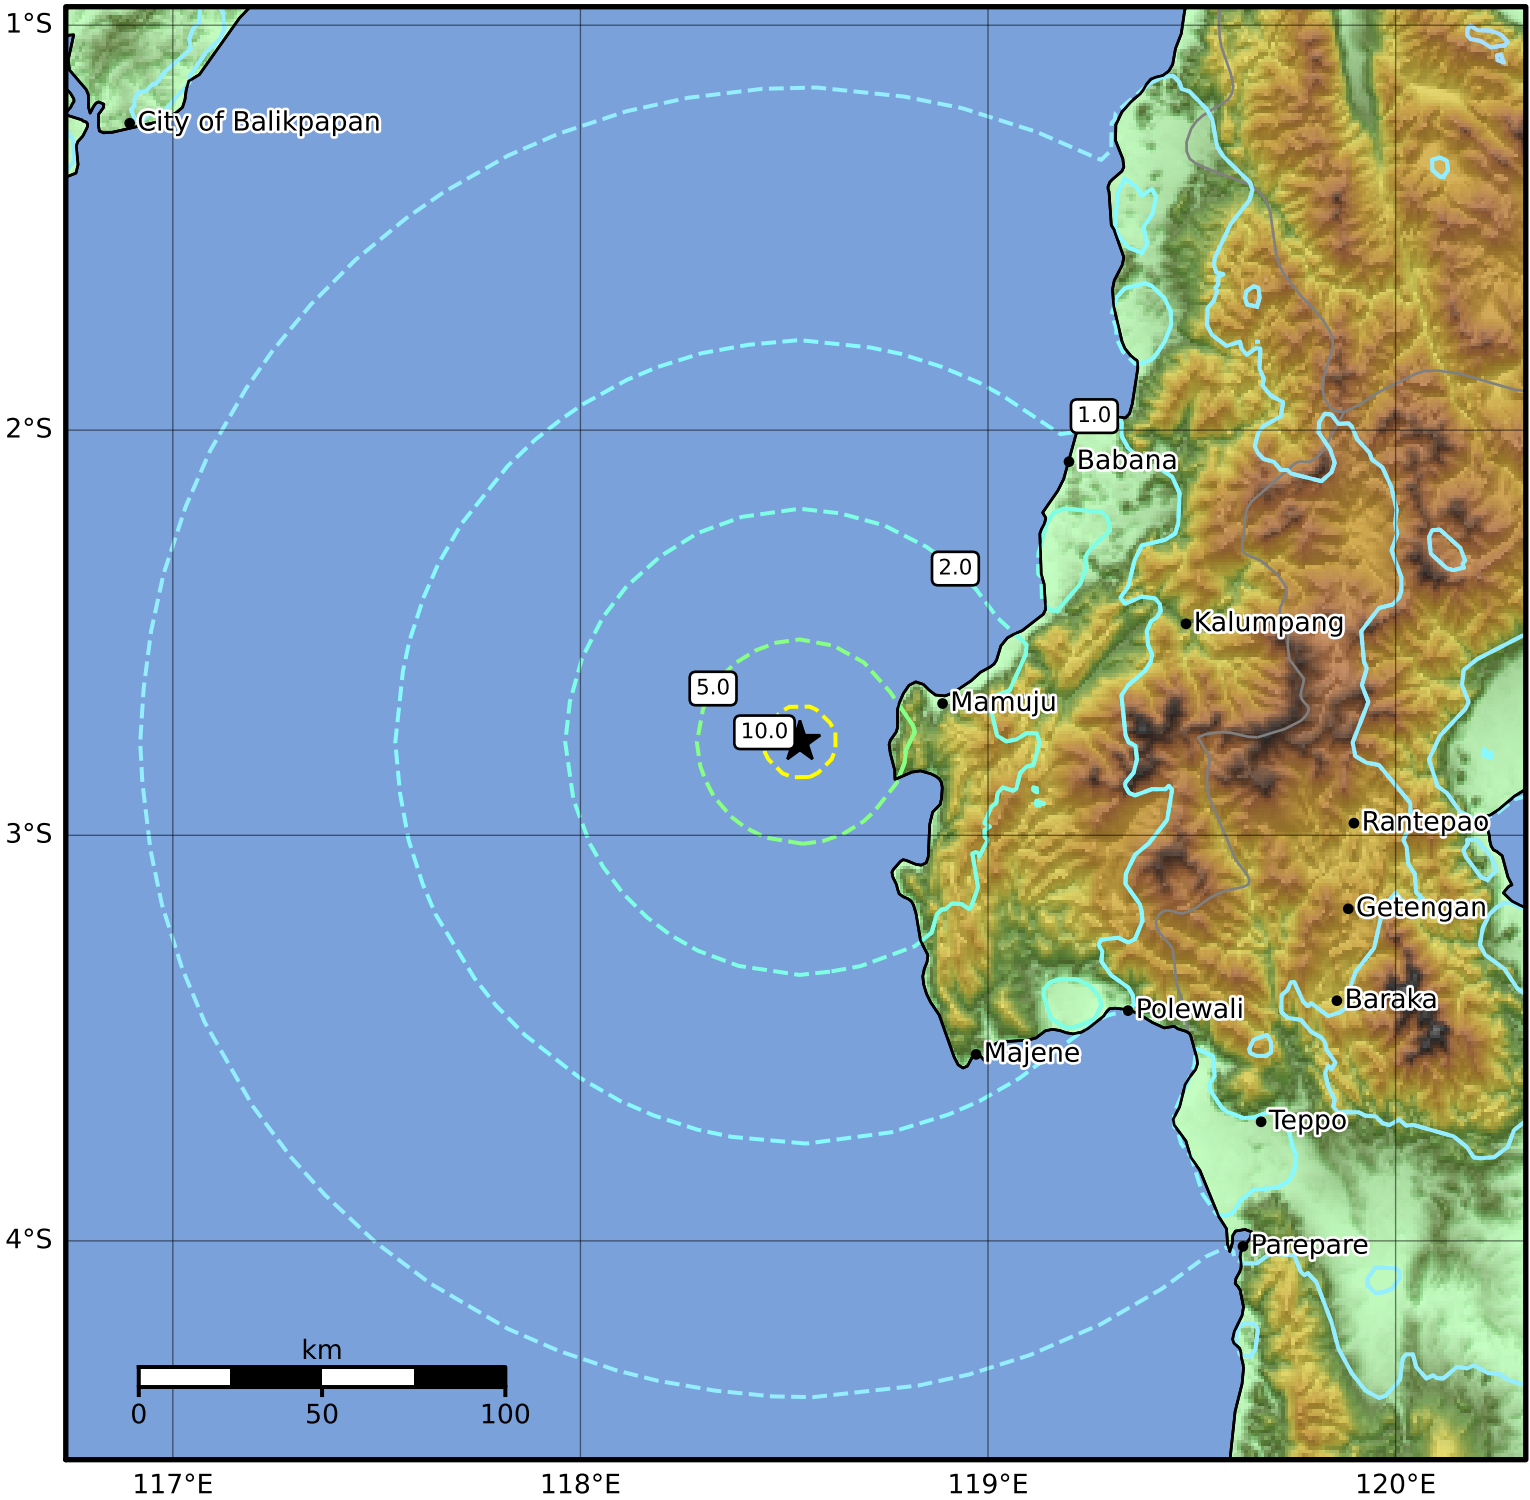 1°S
City of Balikpapan
2°S
1.0
Babana
2.0
Kalumpang
5.0
Mamuju
10.0
Rantepao
3°S
Getengan
Baraka
Polewali
Majene
Teppo
4°S
Parepare
km
0 50 100
117°E 118°E 119°E 120°E